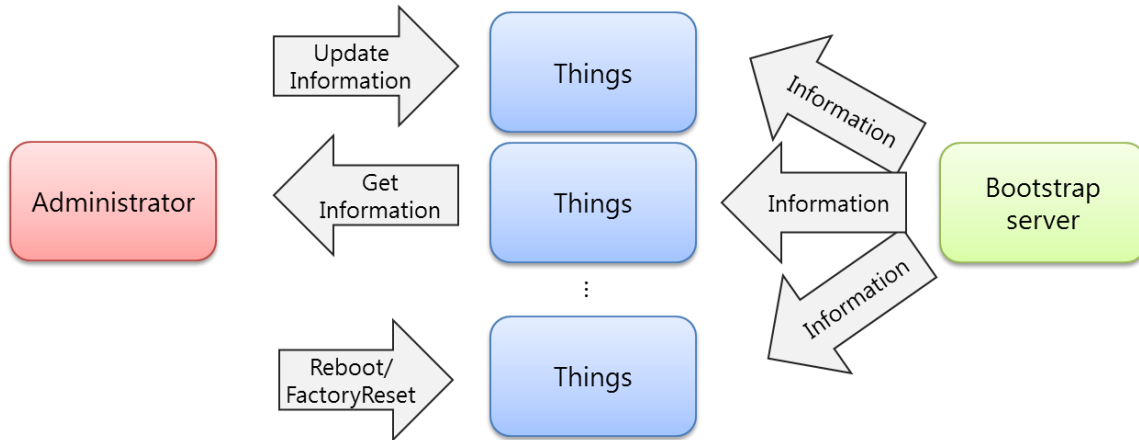 Update
Information
Things
Information
Administrator
Get
Information
Things
Information
Bootstrap
server
...
Information
Reboot/
FactoryReset
Things